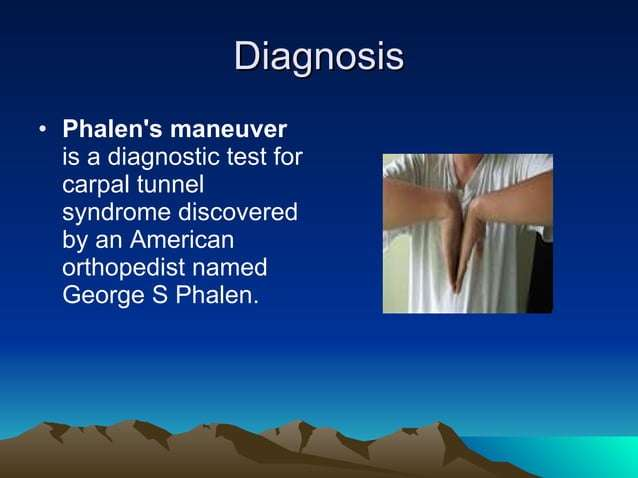 Diagnosis
• Phalen's maneuver
is a diagnostic test for
carpal tunnel
syndrome discovered
by an American
orthopedist named
George S Phalen.